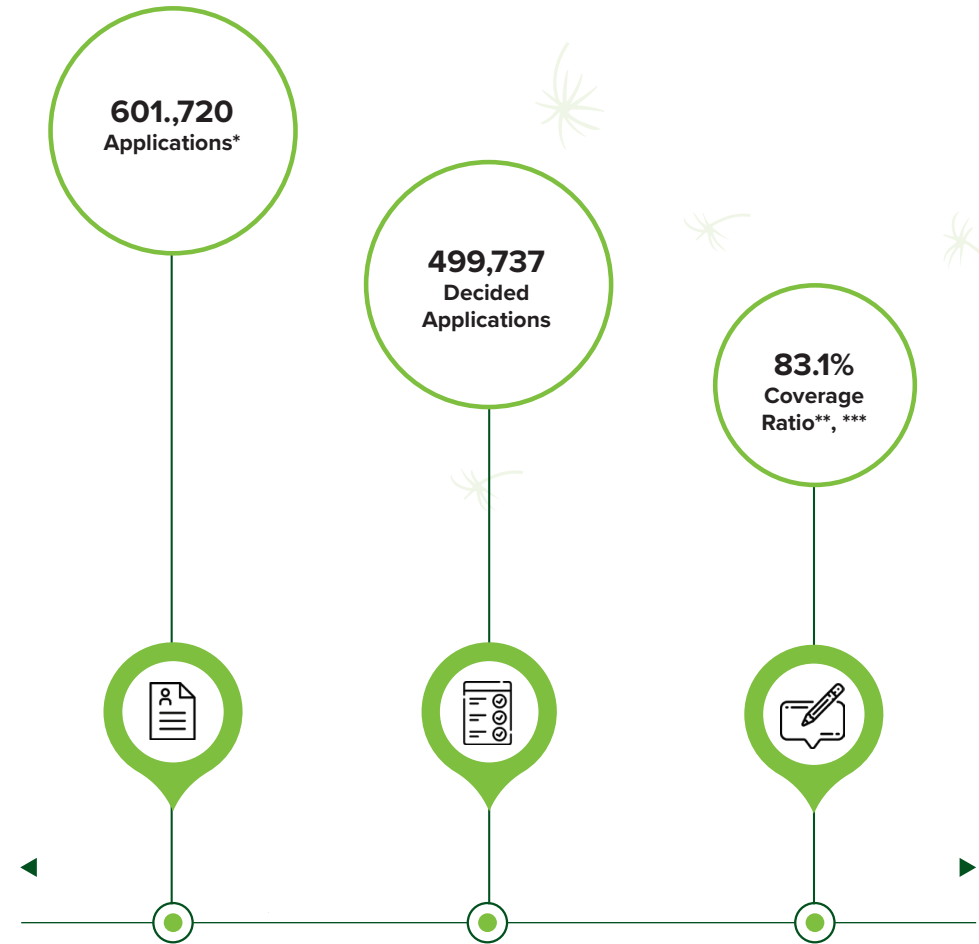 601.,720
Applications*
499,737
Decided
Applications
83.1%
Coverage
Ratio**, ***